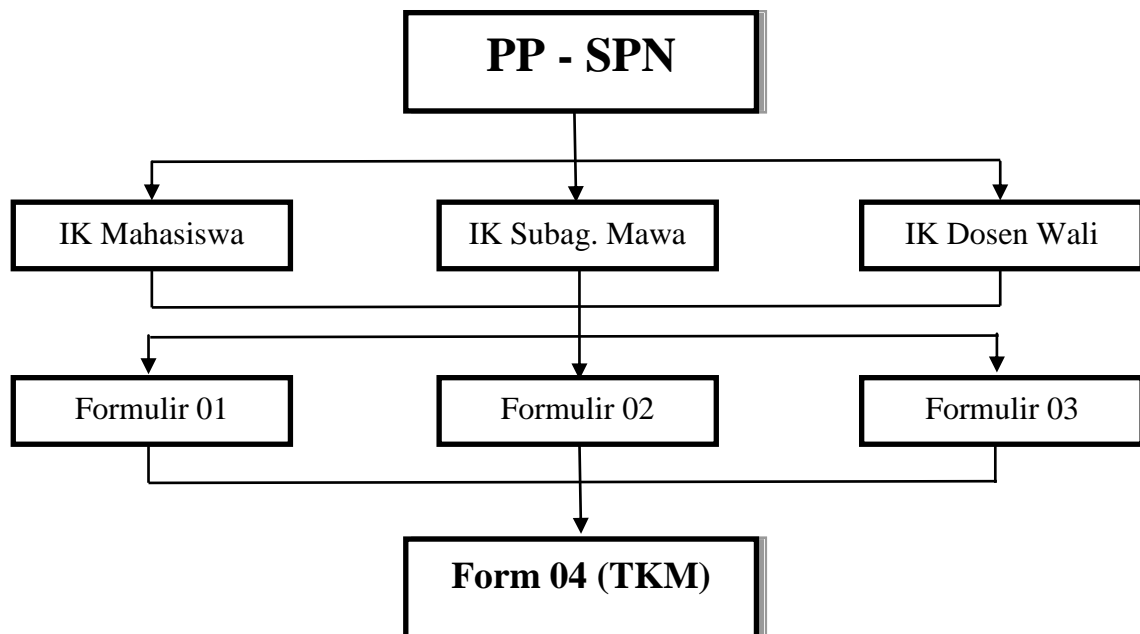 PP - SPN
IK Mahasiswa
IK Subag. Mawa
IK Dosen Wali
Formulir 01
Formulir 02
Formulir 03
Form 04 (TKM)